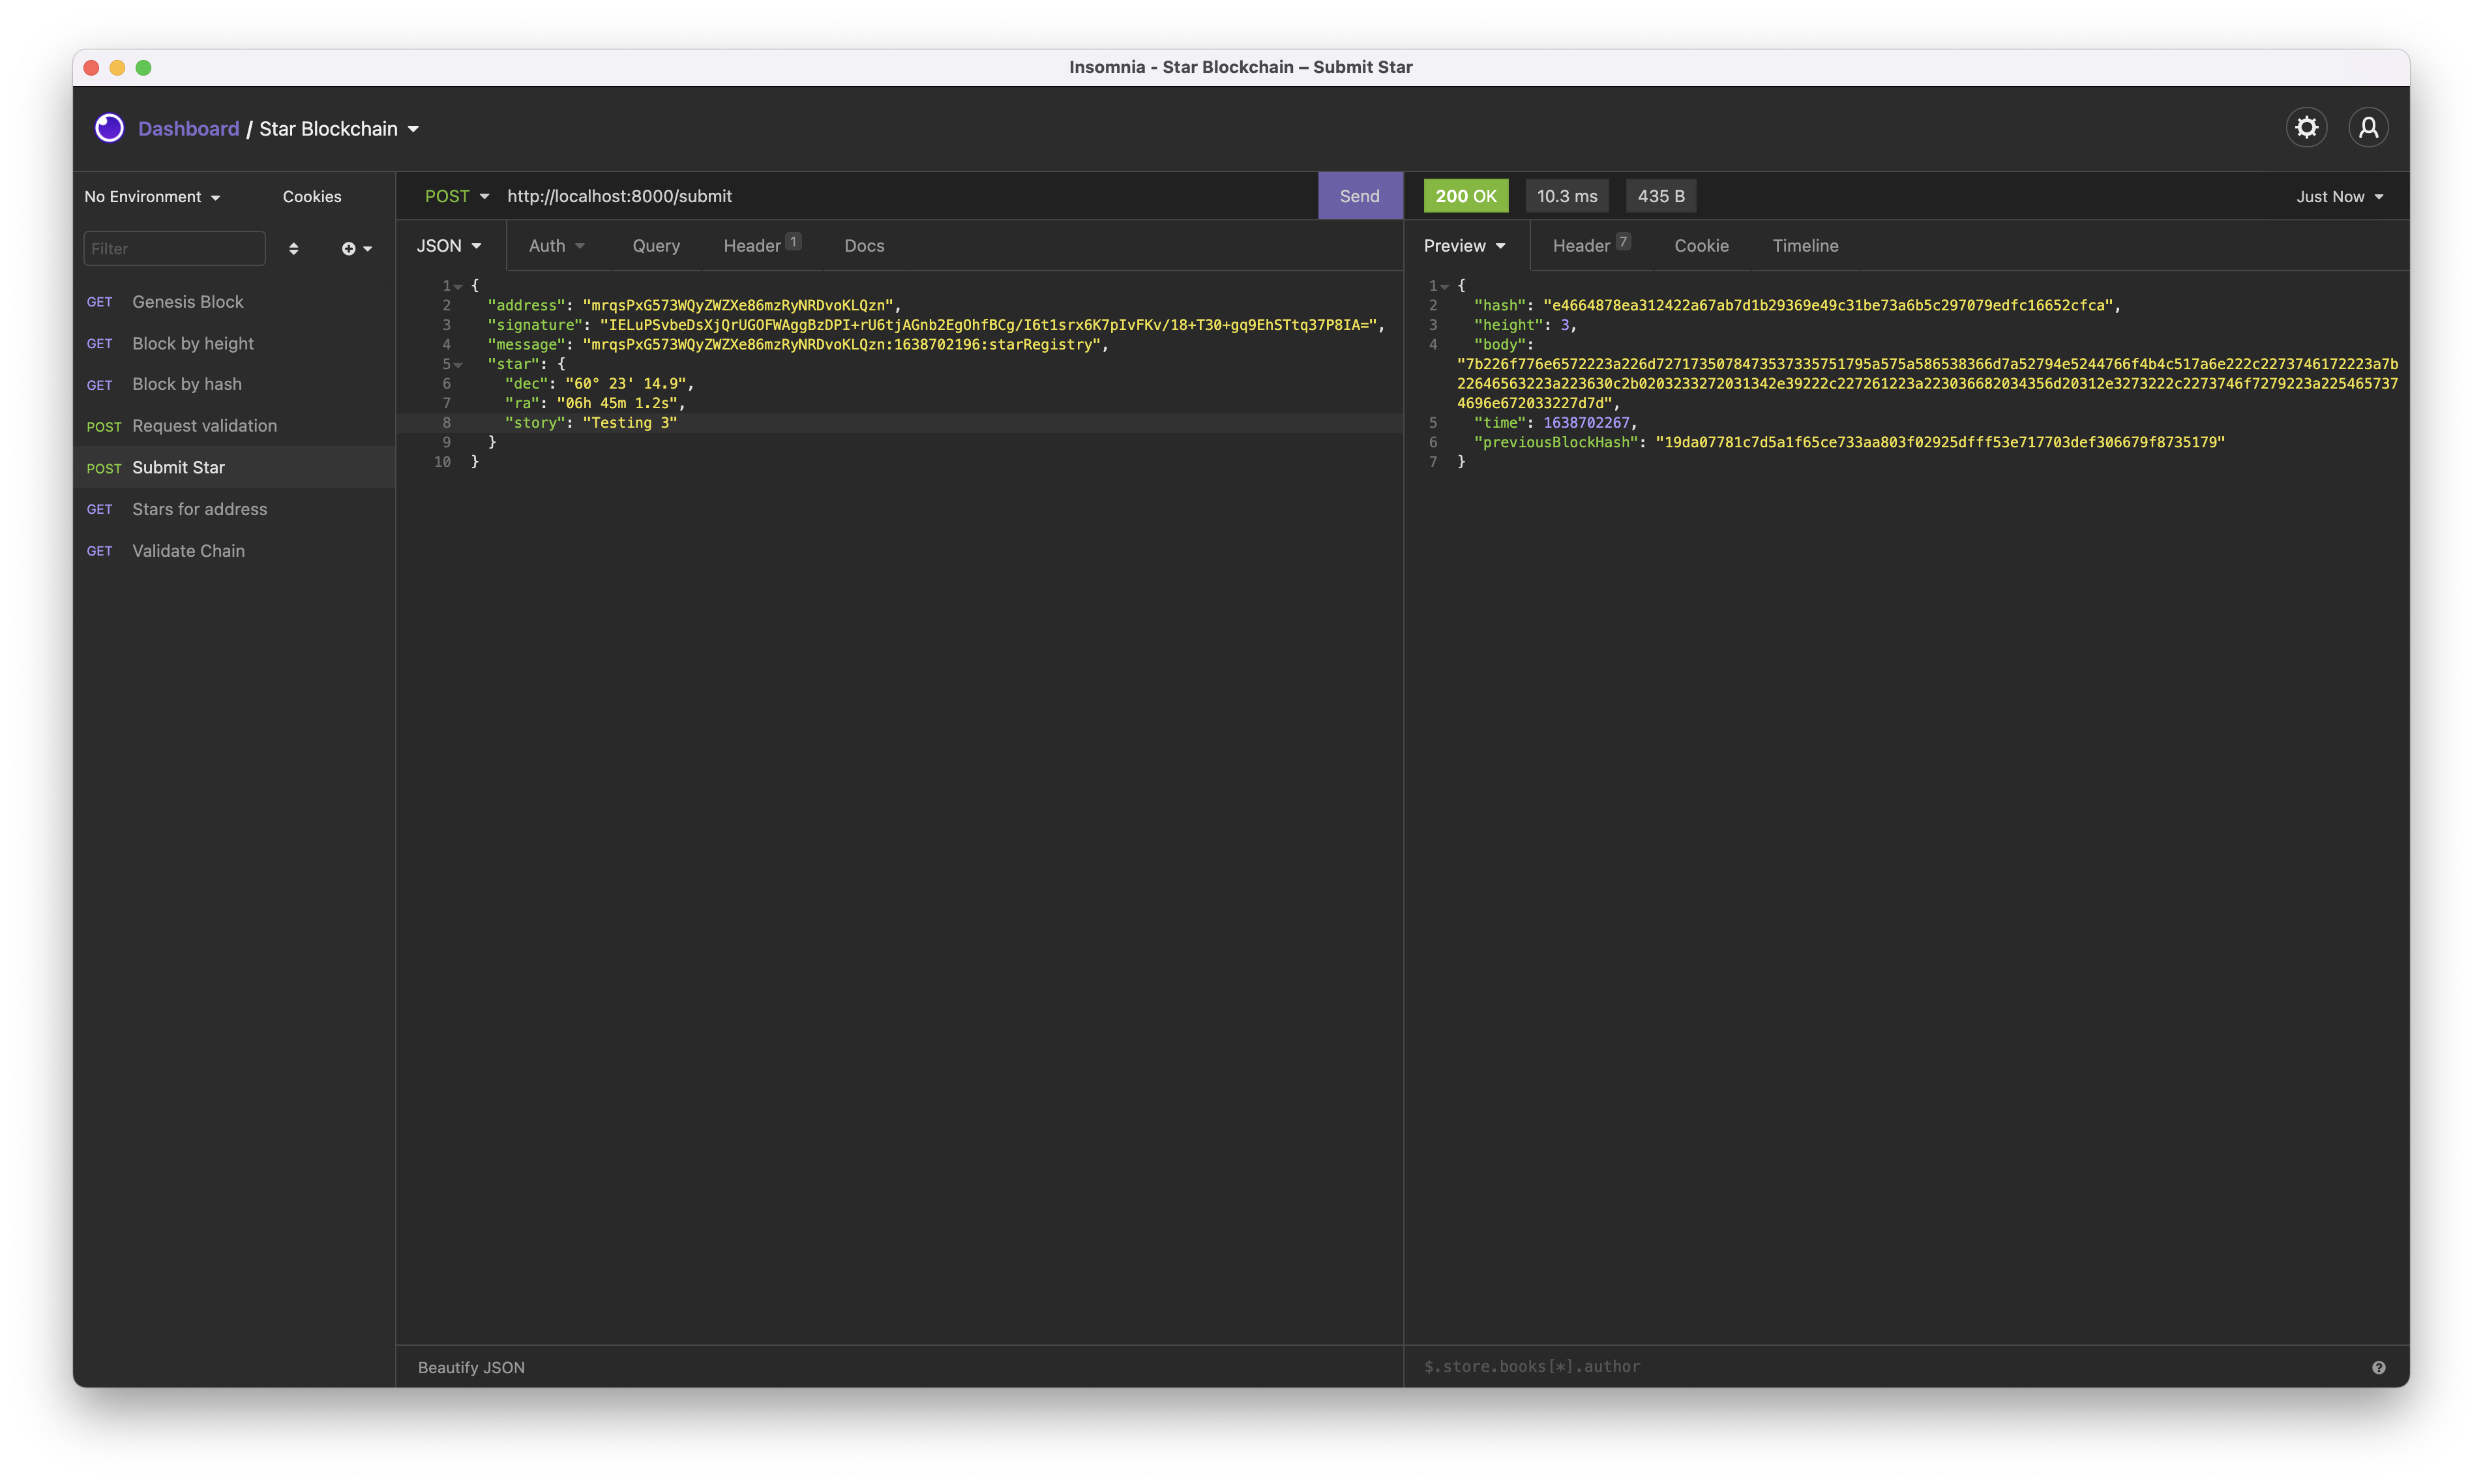 Insomnia - Star Blockchain – Submit Star
Dashboard / Star Blockchain
No Environment
Cookies
Filter
GET Genesis Block
GET Block by height
GET Block by hash
POST Request validation
POST Submit Star
GET Stars for address
GET Validate Chain
POST http://localhost:8000/submit
Send
JSON Auth Query Header 1 Docs
1 {
2 "address": "mrqsPxG573WQyZWZXe86mzRyNRDvoKLQzn",
3 "signature": "IELuPSvbeDsXjQrUGOFWAggBzDPI+rU6tjAGnb2EgOhfBCg/I6t1srx6K7pIvFKv/18+T30+gq9EhSTtq37P8IA=",
4 "message": "mrqsPxG573WQyZWZXe86mzRyNRDvoKLQzn:1638702196:starRegistry",
5 "star": {
6 "dec": "60° 23' 14.9",
7 "ra": "06h 45m 1.2s",
8 "story": "Testing 3"
9 }
10 }
Beautify JSON
200 OK 10.3 ms 435 B Just Now
Preview Header 7 Cookie Timeline
1 {
2 "hash": "e4664878ea312422a67ab7d1b29369e49c31be73a6b5c297079edfc16652cfca",
3 "height": 3,
4 "body":
"7b226f776e6572223a226d7271735078473537335751795a575a586538366d7a52794e5244766f4b4c517a6e222c2273746172223a7b
22646563223a223630c2b0203233272031342e39222c227261223a223036682034356d20312e3273222c2273746f7279223a225465737
4696e672033227d7d",
5 "time": 1638702267,
6 "previousBlockHash": "19da07781c7d5a1f65ce733aa803f02925dfff53e717703def306679f8735179"
7 }
$.store.books[*].author